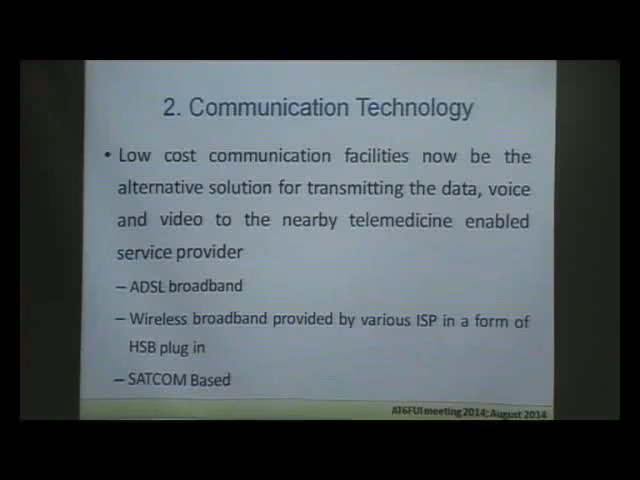 2. Communication Technology
• Low cost communication facilities now be the
alternative solution for transmitting the data, voice
and video to the nearby telemedicine enabled
service provider
– ADSL broadband
– Wireless broadband provided by various ISP in a form of
HSB plug in
– SATCOM Based
AT6FUI meeting 2014; August 2014